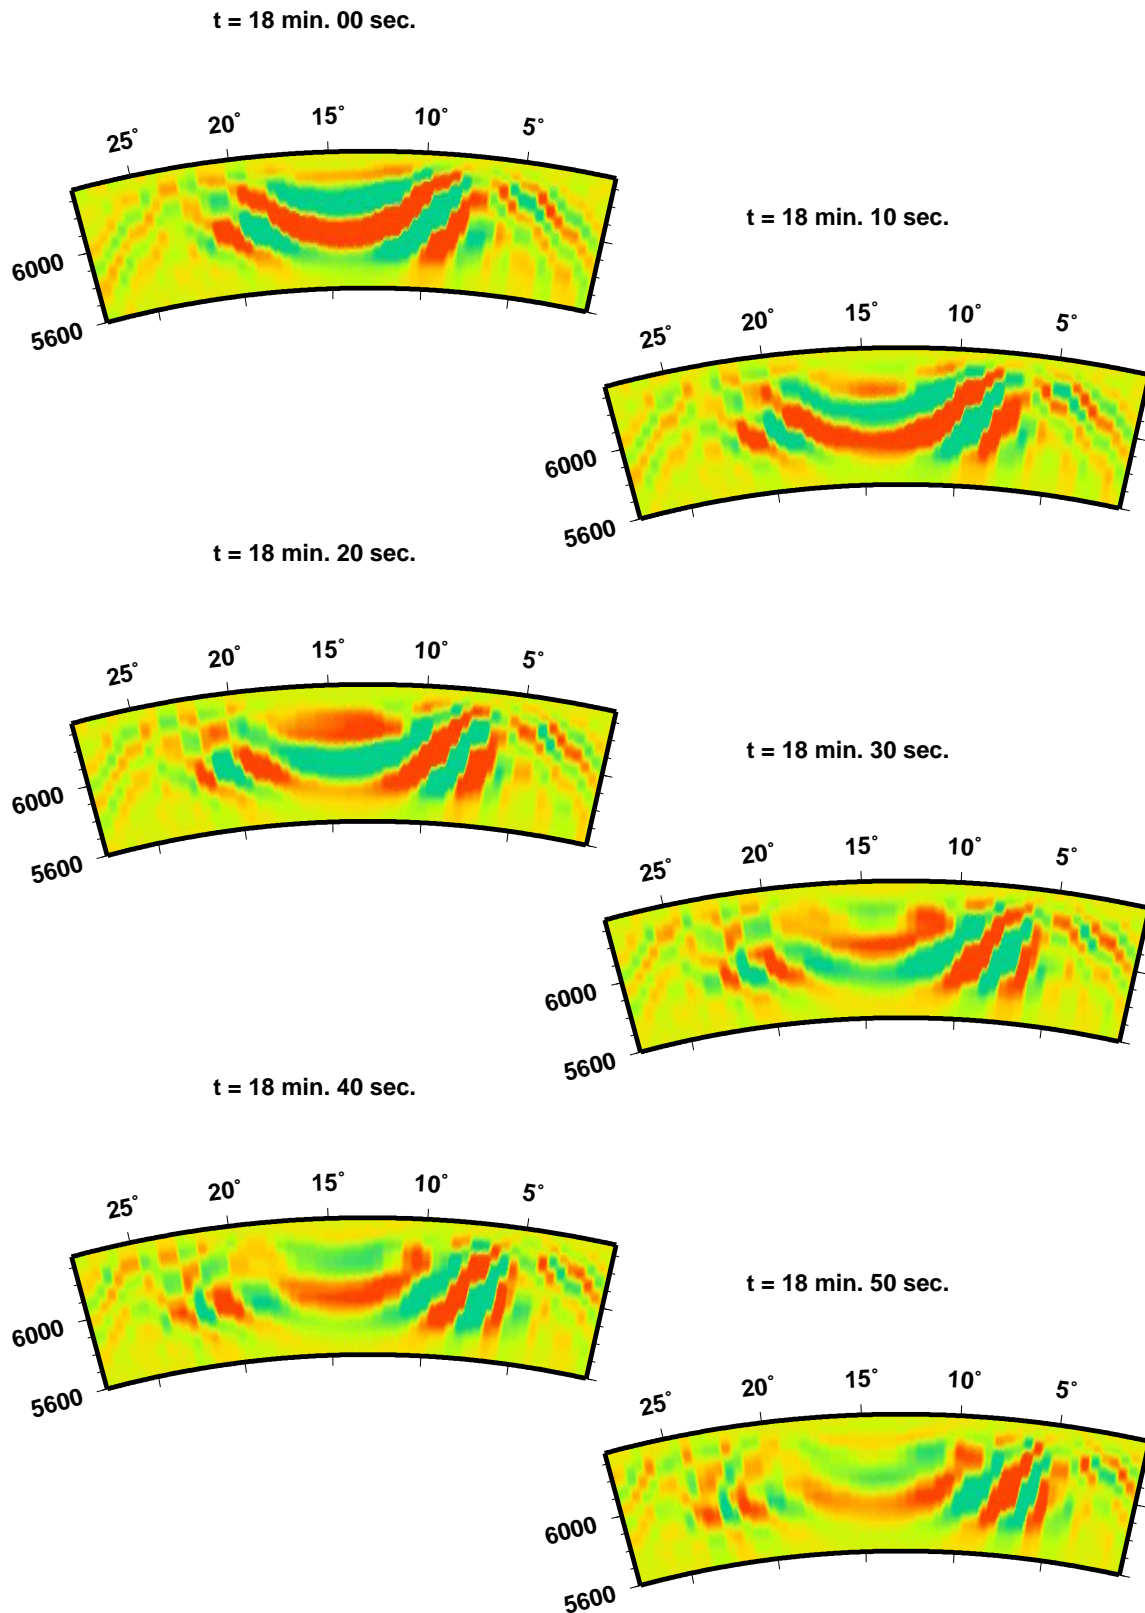 t = 18 min. 00 sec.
25° 20° 15° 10° 5°
6000
5600
t = 18 min. 10 sec.
25° 20° 15° 10° 5°
6000
5600
t = 18 min. 20 sec.
25° 20° 15° 10° 5°
6000
5600
t = 18 min. 30 sec.
25° 20° 15° 10° 5°
6000
5600
t = 18 min. 40 sec.
25° 20° 15° 10° 5°
6000
5600
t = 18 min. 50 sec.
25° 20° 15° 10° 5°
6000
5600